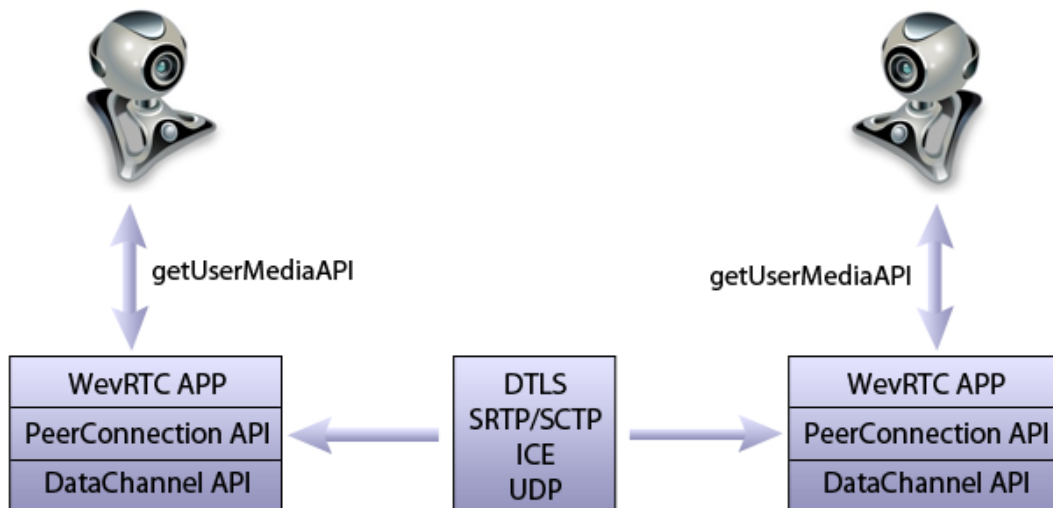 getUserMediaAPI
getUserMediaAPI
WevRTC APP
PeerConnection API
DataChannel API
DTLS
SRTP/SCTP
ICE
UDP
WevRTC APP
PeerConnection API
DataChannel API